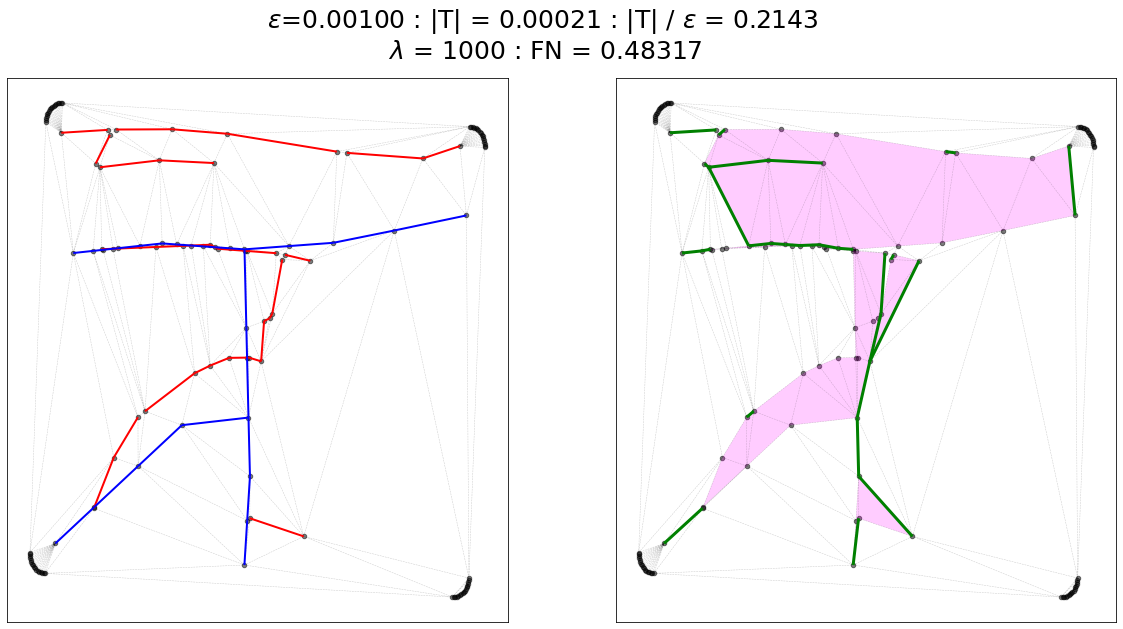 ε=0.00100 : |T| = 0.00021 : |T| / ε = 0.2143
λ = 1000 : FN = 0.48317